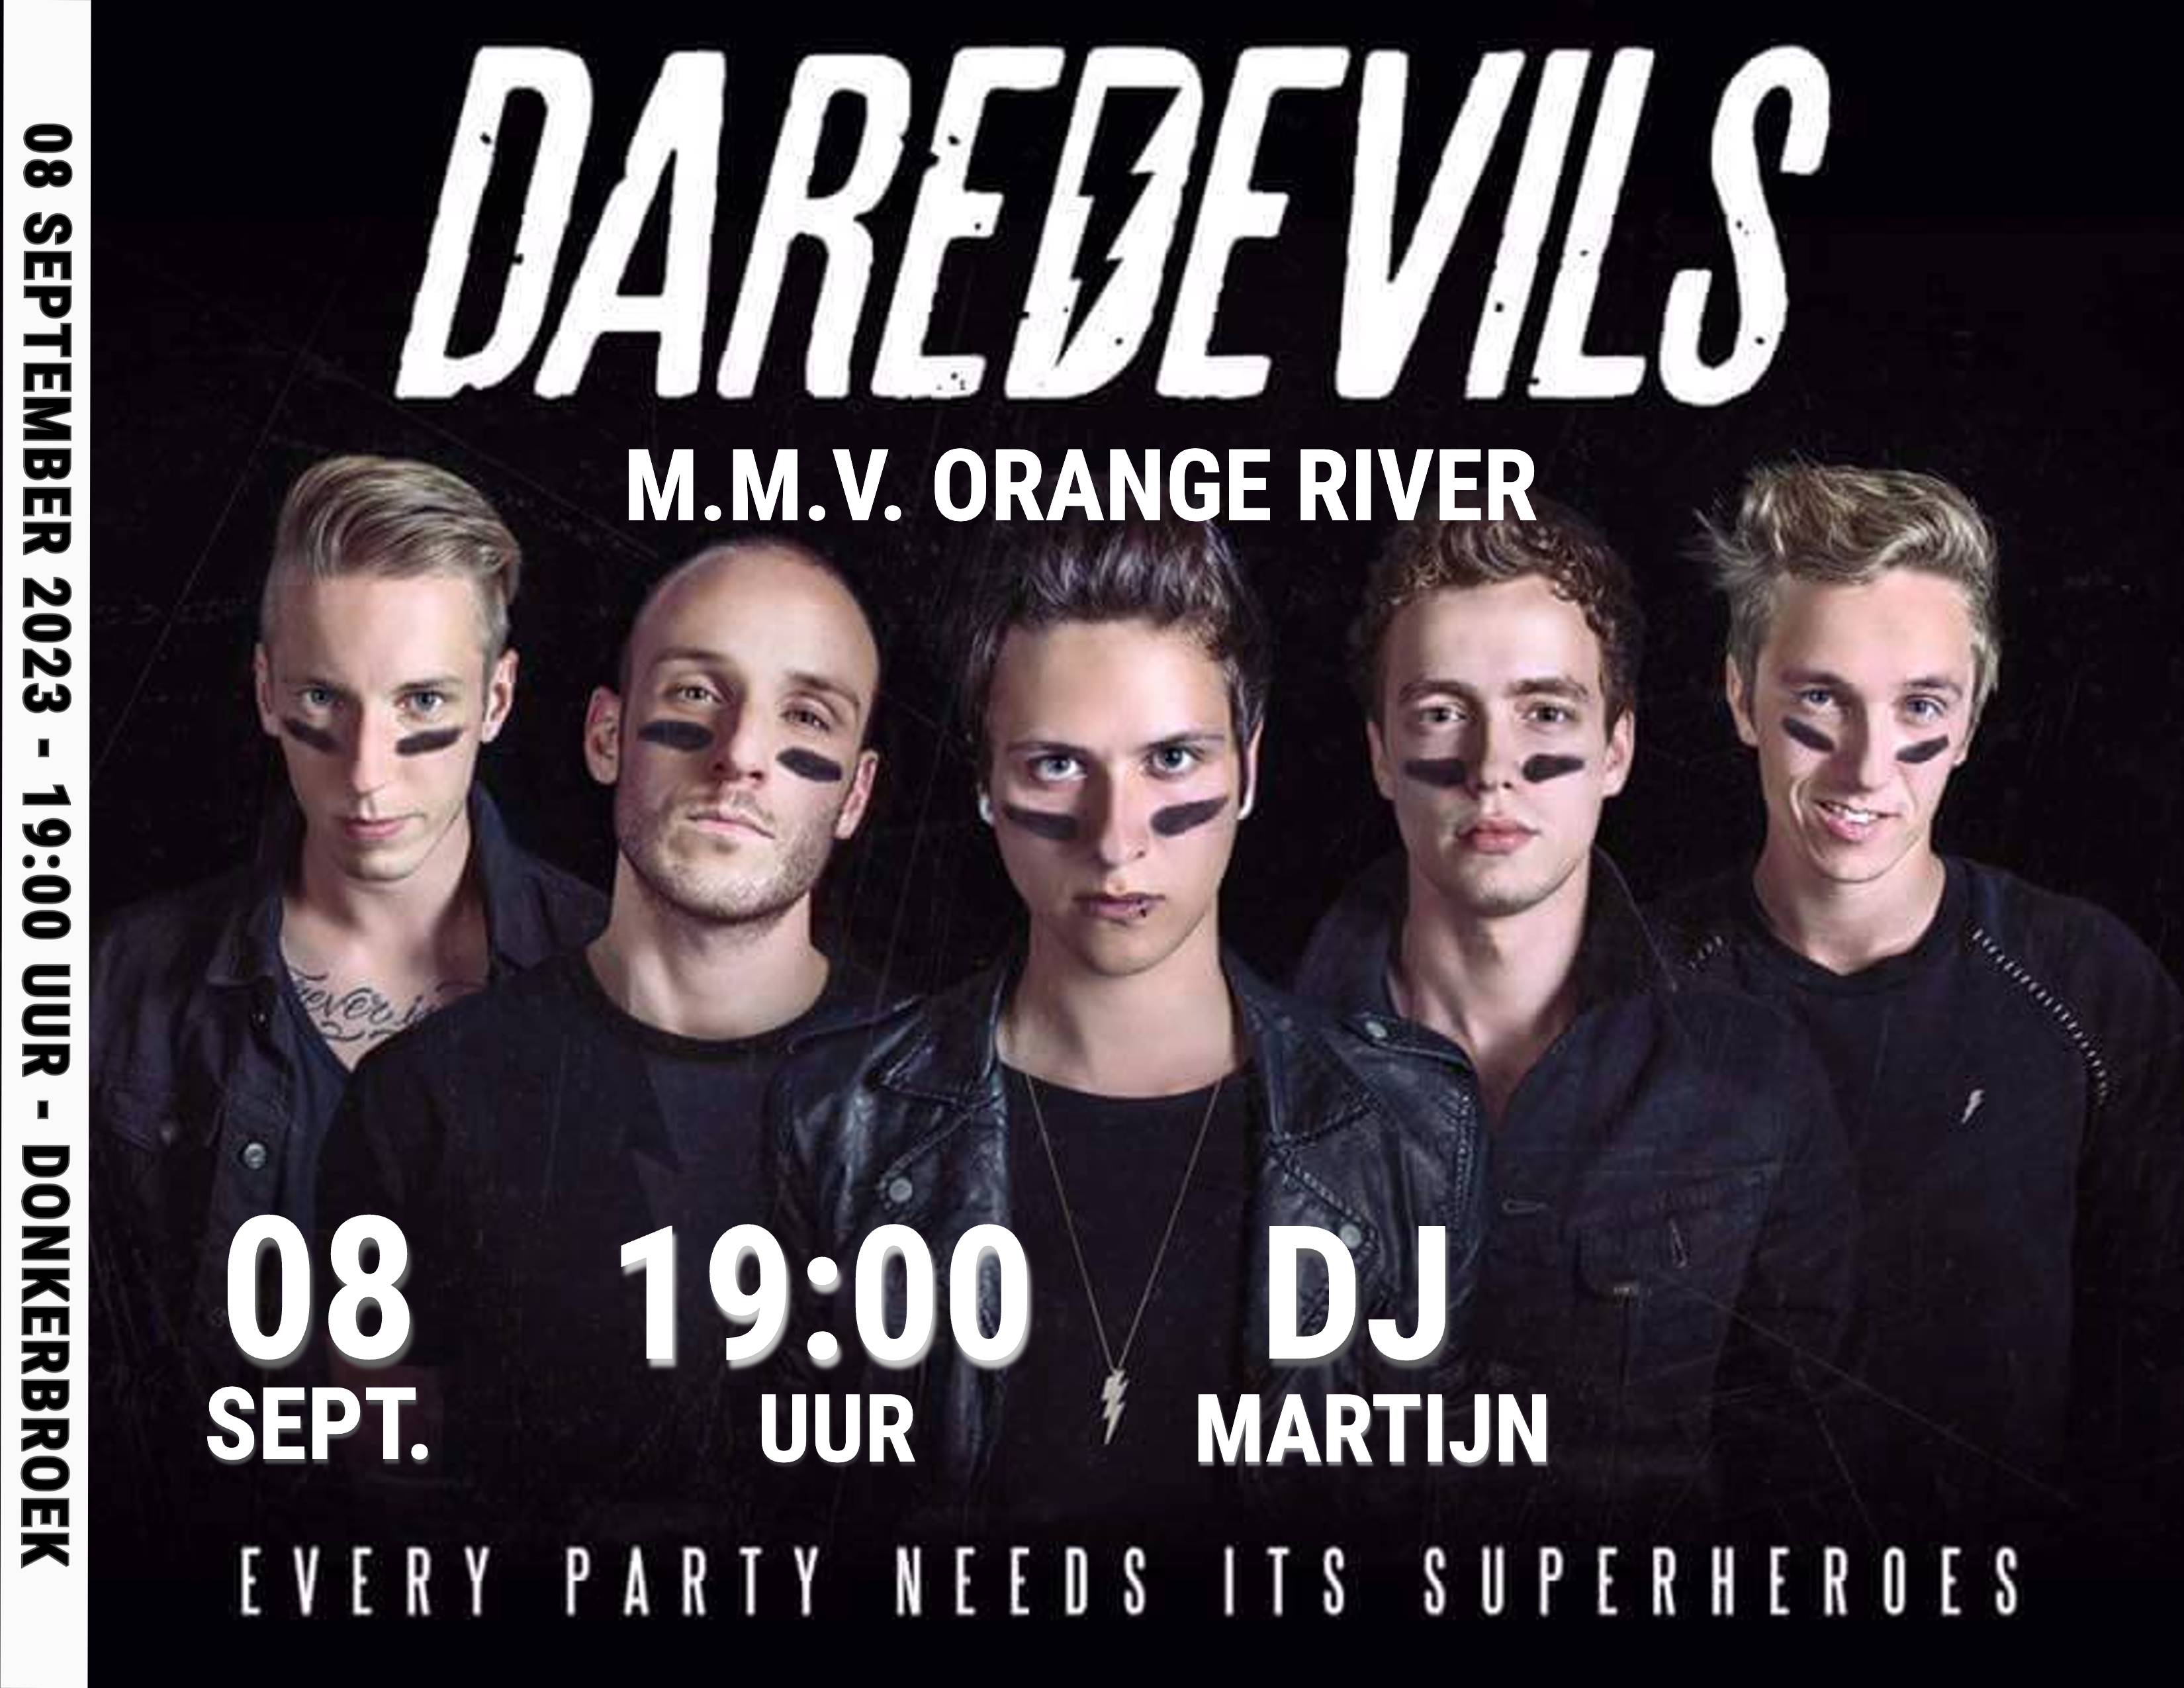 DAREDEVILS
M.M.V. ORANGE RIVER
08 SEPTEMBER 2023 - 19:00 UUR - DONKERBROEK
08
SEPT.
19:00
UUR
DJ
MARTIJN
EVERY PARTY NEEDS ITS SUPERHEROES